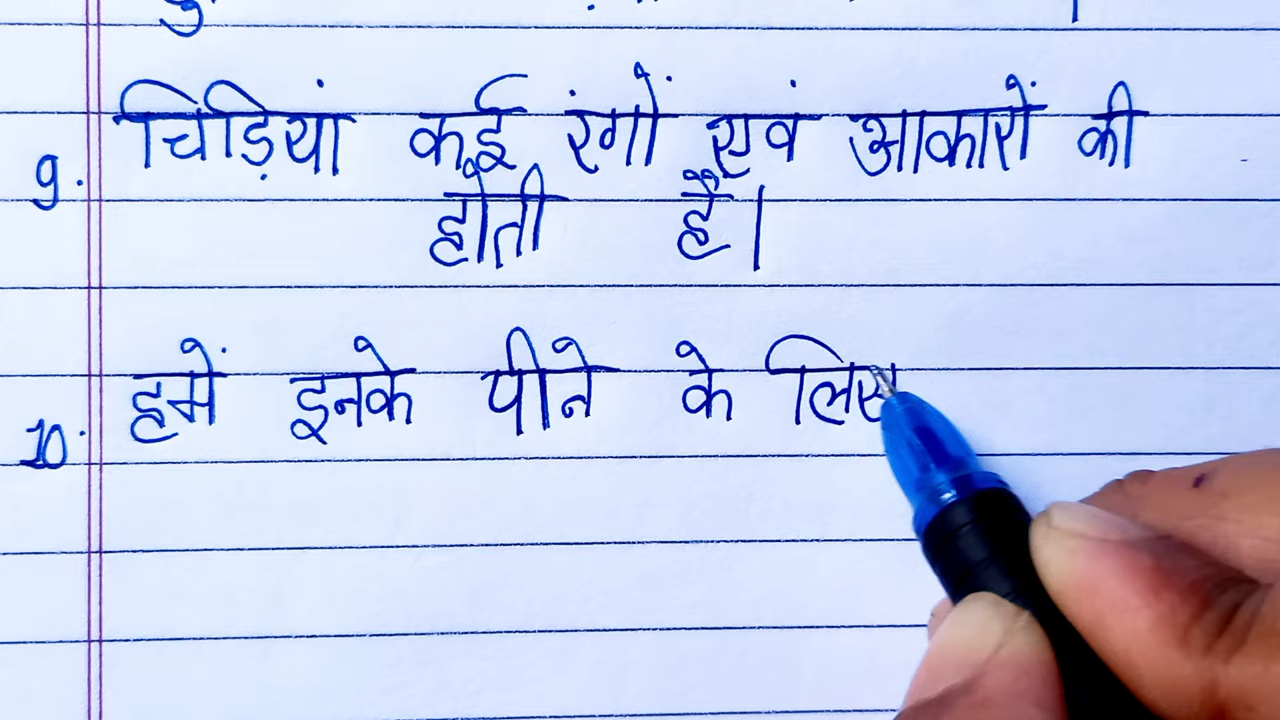 9. चिड़ियां कई रंगों एवं आकारों की
होती हैं।
10. हमें इनके पीने के लिए